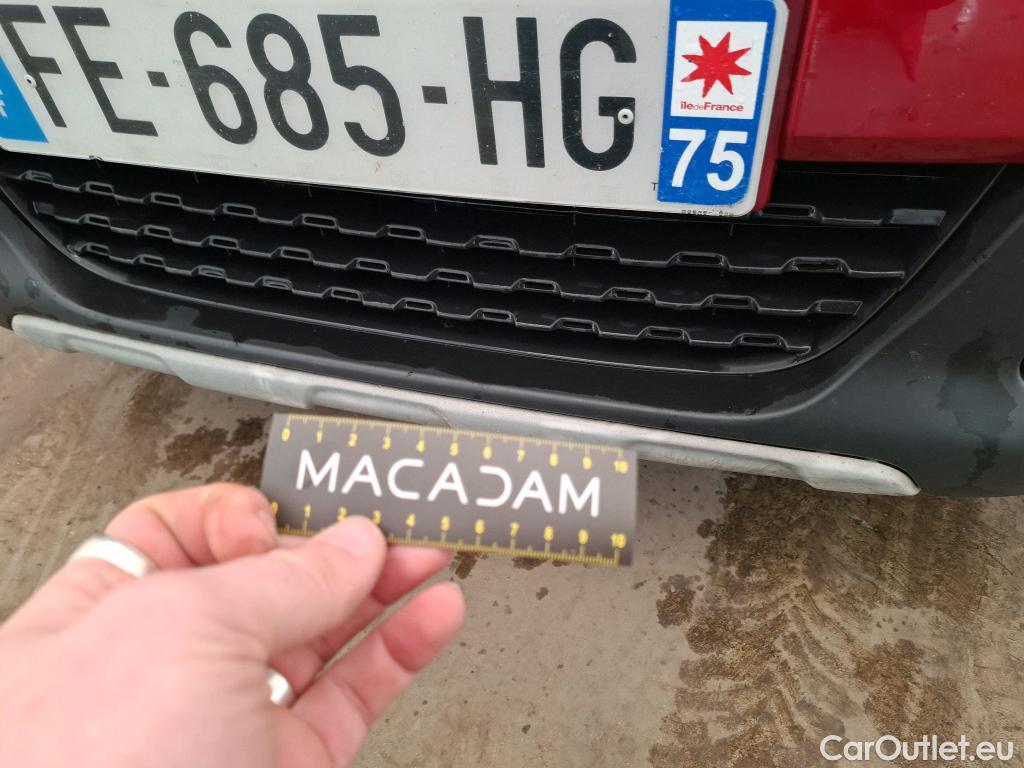 FE-685-HG
îledeFrance
75
0 1 2 3 4 5 6 7 8 9 10
MACADAM
0 1 2 3 4 5 6 7 8 9 10
CarOutlet.eu